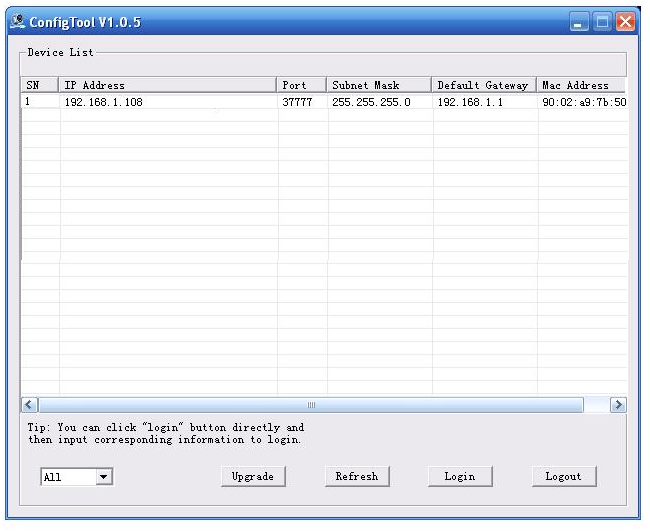 ConfigTool V1.0.5
Device List
SN IP Address Port Subnet Mask Default Gateway Mac Address
1 192.168.1.108 37777 255.255.255.0 192.168.1.1 90:02:a9:7b:50
Tip: You can click "login" button directly and
then input corresponding information to login.
All Upgrade Refresh Login Logout